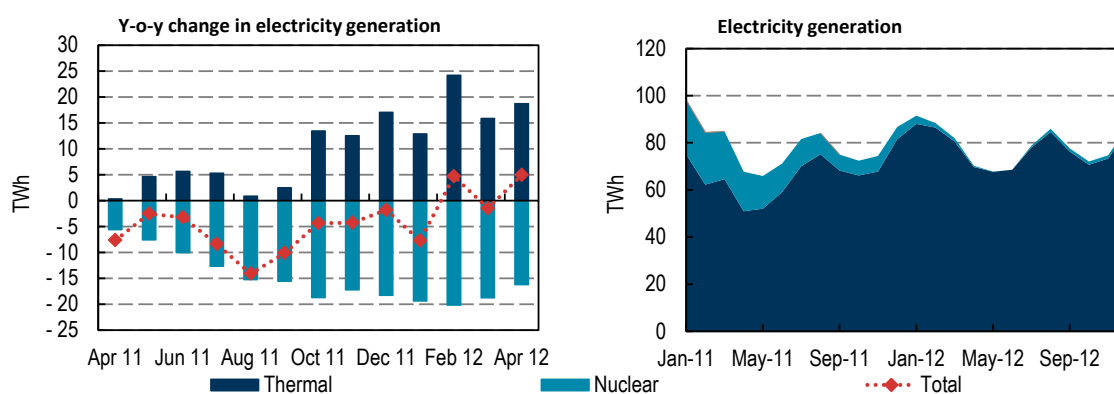 Y-o-y change in electricity generation
30
25
20
15
10
5
0
- 5
- 10
- 15
- 20
- 25
TWh
Apr 11 Jun 11 Aug 11 Oct 11 Dec 11 Feb 12 Apr 12
Electricity generation
120
100
80
60
40
20
0
TWh
Jan-11 May-11 Sep-11 Jan-12 May-12 Sep-12
Thermal Nuclear Total